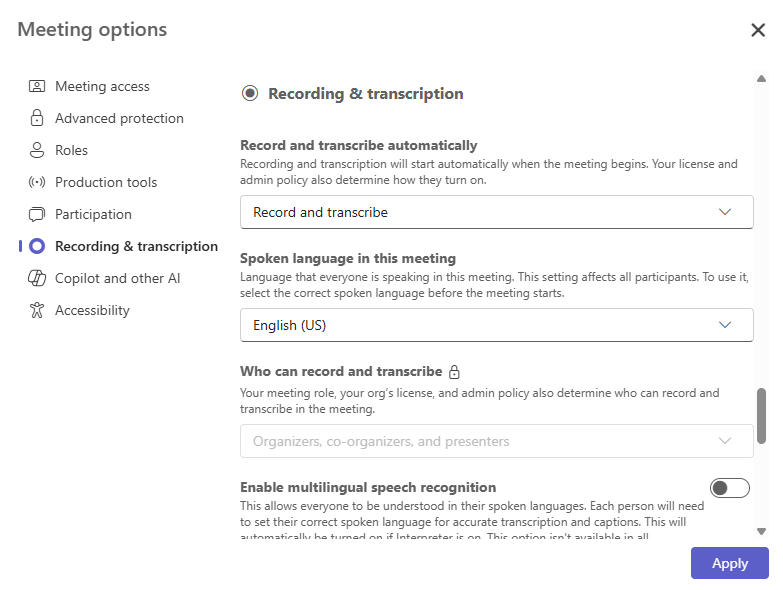 Meeting options
Meeting access
Advanced protection
Roles
Production tools
Participation
Recording & transcription
Copilot and other AI
Accessibility
Recording & transcription
Record and transcribe automatically
Recording and transcription will start automatically when the meeting begins. Your license and
admin policy also determine how they turn on.
Record and transcribe
Spoken language in this meeting
Language that everyone is speaking in this meeting. This setting affects all participants. To use it,
select the correct spoken language before the meeting starts.
English (US)
Who can record and transcribe
Your meeting role, your org's license, and admin policy also determine who can record and
transcribe in the meeting.
Organizers, co-organizers, and presenters
Enable multilingual speech recognition
This allows everyone to be understood in their spoken languages. Each person will need
to set their correct spoken language for accurate transcription and captions. This will
automatically be turned on if Interpreter is on. This option isn't available in all
Apply